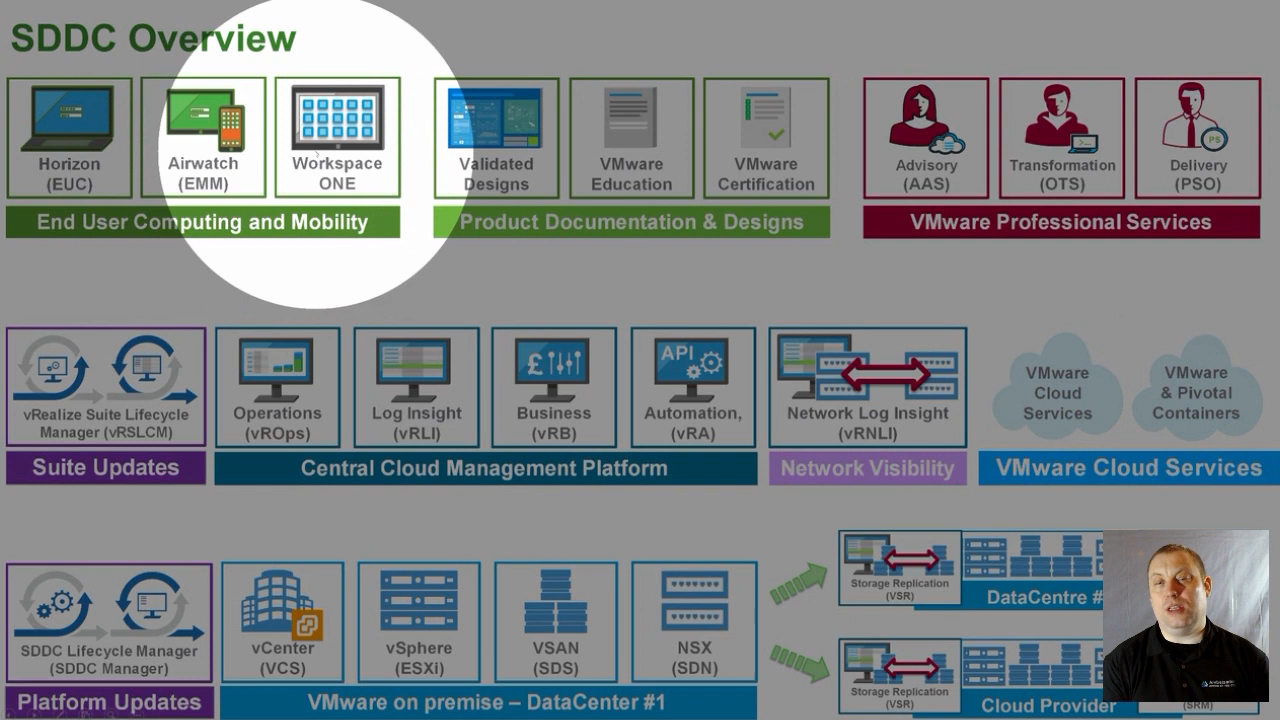 SDDC Overview
Horizon
(EUC)
Airwatch
(EMM)
Workspace
ONE
Validated
Designs
VMware
Education
VMware
Certification
Advisory
(AAS)
Transformation
(OTS)
PS
Delivery
(PSO)
End User Computing and Mobility
Product Documentation & Designs
VMware Professional Services
vRealize Suite Lifecycle
Manager (vRSLCM)
Operations
(vROps)
Log Insight
(vRLI)
£
Business
(vRB)
API
Automation,
(vRA)
Network Log Insight
(vRNLI)
VMware
Cloud
Services
VMware
& Pivotal
Containers
Suite Updates
Central Cloud Management Platform
Network Visibility
VMware Cloud Services
SDDC Lifecycle Manager
(SDDC Manager)
vCenter
(VCS)
vSphere
(ESXi)
VSAN
(SDS)
NSX
(SDN)
Storage Replication
(VSR)
DataCentre #
Storage Replication
(VSR)
Cloud Provider
(SRM)
Platform Updates
VMware on premise – DataCenter #1